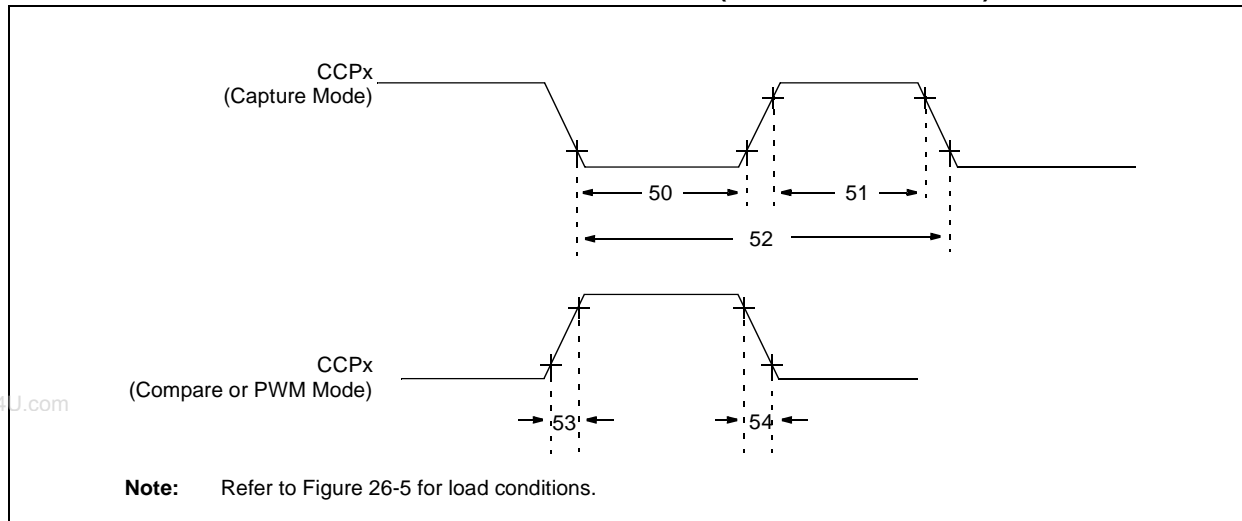 CCPx
(Capture Mode)
50
51
52
CCPx
(Compare or PWM Mode)
53
54
4U.com
Note: Refer to Figure 26-5 for load conditions.